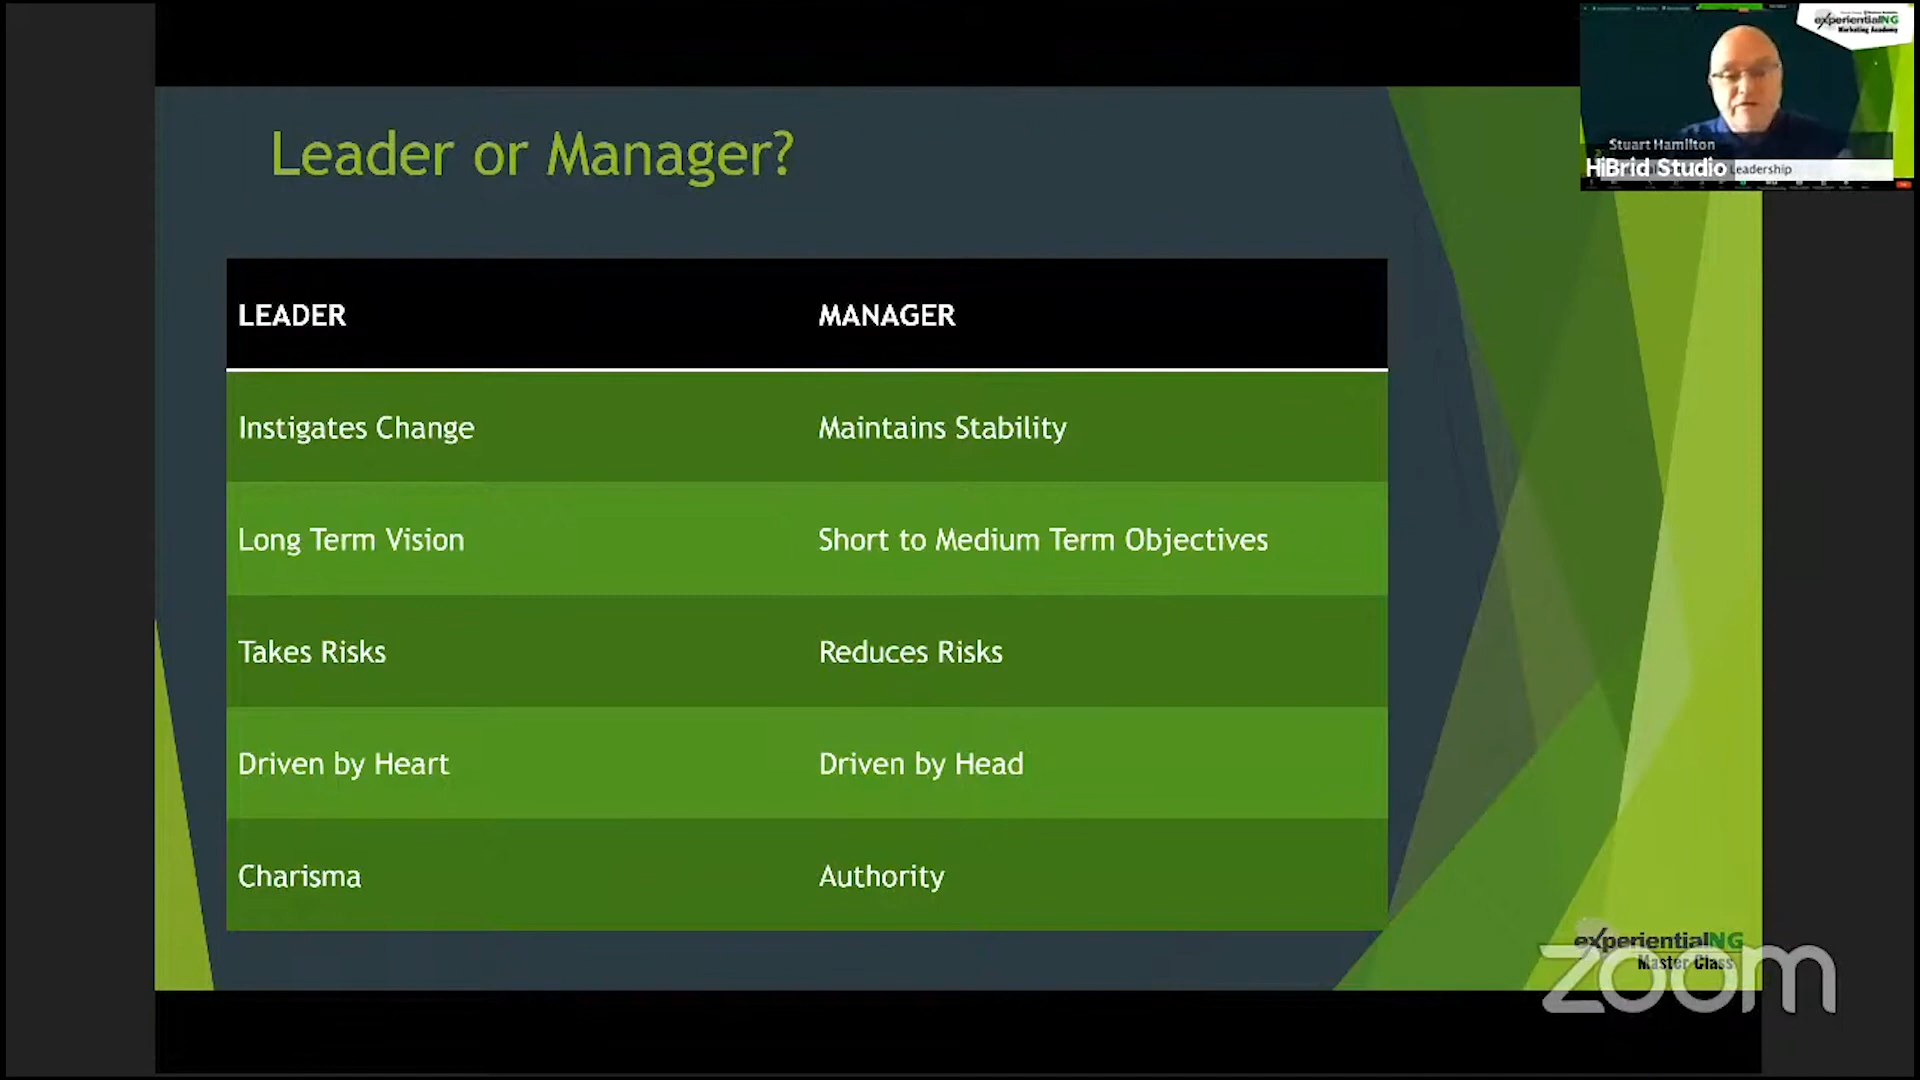 Leader or Manager?
LEADER MANAGER
Instigates Change Maintains Stability
Long Term Vision Short to Medium Term Objectives
Takes Risks Reduces Risks
Driven by Heart Driven by Head
Charisma Authority
experientialNG
Marketing Academy
Stuart Hamilton
HiBrid Studio Leadership
experientialNG
Master Class
zoom